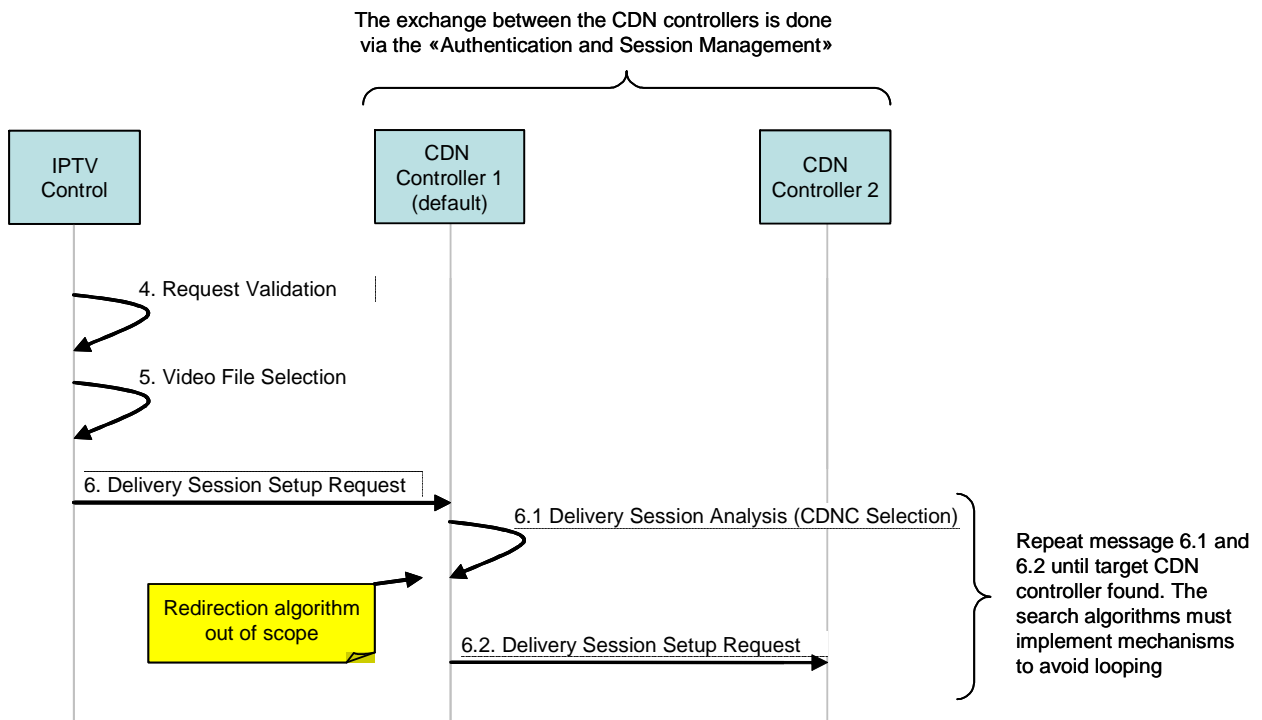 The exchange between the CDN controllers is done
via the «Authentication and Session Management»
IPTV
Control
CDN
Controller 1
(default)
CDN
Controller 2
4. Request Validation
5. Video File Selection
6. Delivery Session Setup Request
6.1 Delivery Session Analysis (CDNC Selection)
Redirection algorithm
out of scope
6.2. Delivery Session Setup Request
Repeat message 6.1 and
6.2 until target CDN
controller found. The
search algorithms must
implement mechanisms
to avoid looping